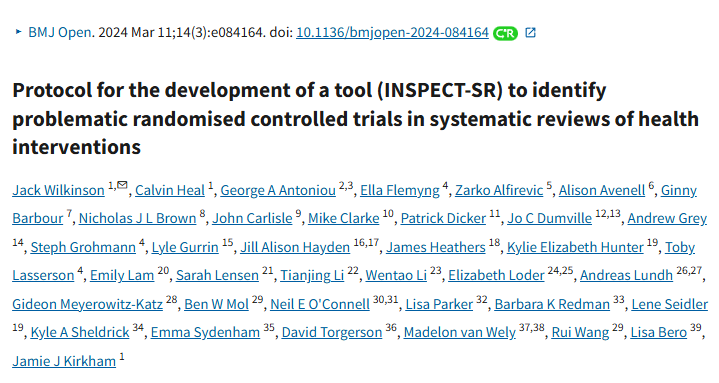 ▸ BMJ Open. 2024 Mar 11;14(3):e084164. doi: 10.1136/bmjopen-2024-084164
Protocol for the development of a tool (INSPECT-SR) to identify
problematic randomised controlled trials in systematic reviews of health
interventions
Jack Wilkinson 1,✉, Calvin Heal 1, George A Antoniou 2,3, Ella Flemyng 4, Zarko Alfirevic 5, Alison Avenell 6, Ginny
Barbour 7, Nicholas J L Brown 8, John Carlisle 9, Mike Clarke 10, Patrick Dicker 11, Jo C Dumville 12,13, Andrew Grey
14, Steph Grohmann 4, Lyle Gurrin 15, Jill Alison Hayden 16,17, James Heathers 18, Kylie Elizabeth Hunter 19, Toby
Lasserson 4, Emily Lam 20, Sarah Lensen 21, Tianjing Li 22, Wentao Li 23, Elizabeth Loder 24,25, Andreas Lundh 26,27,
Gideon Meyerowitz-Katz 28, Ben W Mol 29, Neil E O'Connell 30,31, Lisa Parker 32, Barbara K Redman 33, Lene Seidler
19, Kyle A Sheldrick 34, Emma Sydenham 35, David Torgerson 36, Madelon van Wely 37,38, Rui Wang 29, Lisa Bero 39,
Jamie J Kirkham 1